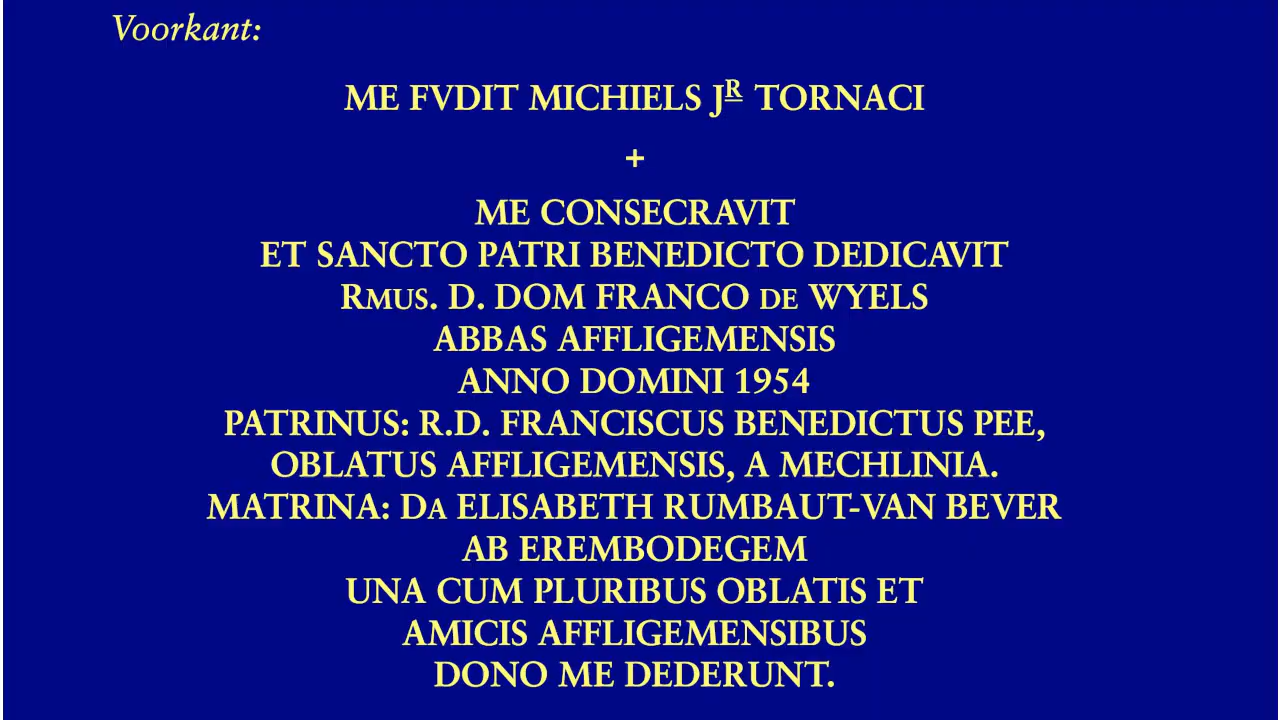 Voorkant:
ME FVDIT MICHIELS JR TORNACI
+
ME CONSECRAVIT
ET SANCTO PATRI BENEDICTO DEDICAVIT
RMUS. D. DOM FRANCO DE WYELS
ABBAS AFFLIGEMENSIS
ANNO DOMINI 1954
PATRINUS: R.D. FRANCISCUS BENEDICTUS PEE,
OBLATUS AFFLIGEMENSIS, A MECHLINIA.
MATRINA: DA ELISABETH RUMBAUT-VAN BEVER
AB EREMBODEGEM
UNA CUM PLURIBUS OBLATIS ET
AMICIS AFFLIGEMENSIBUS
DONO ME DEDERUNT.